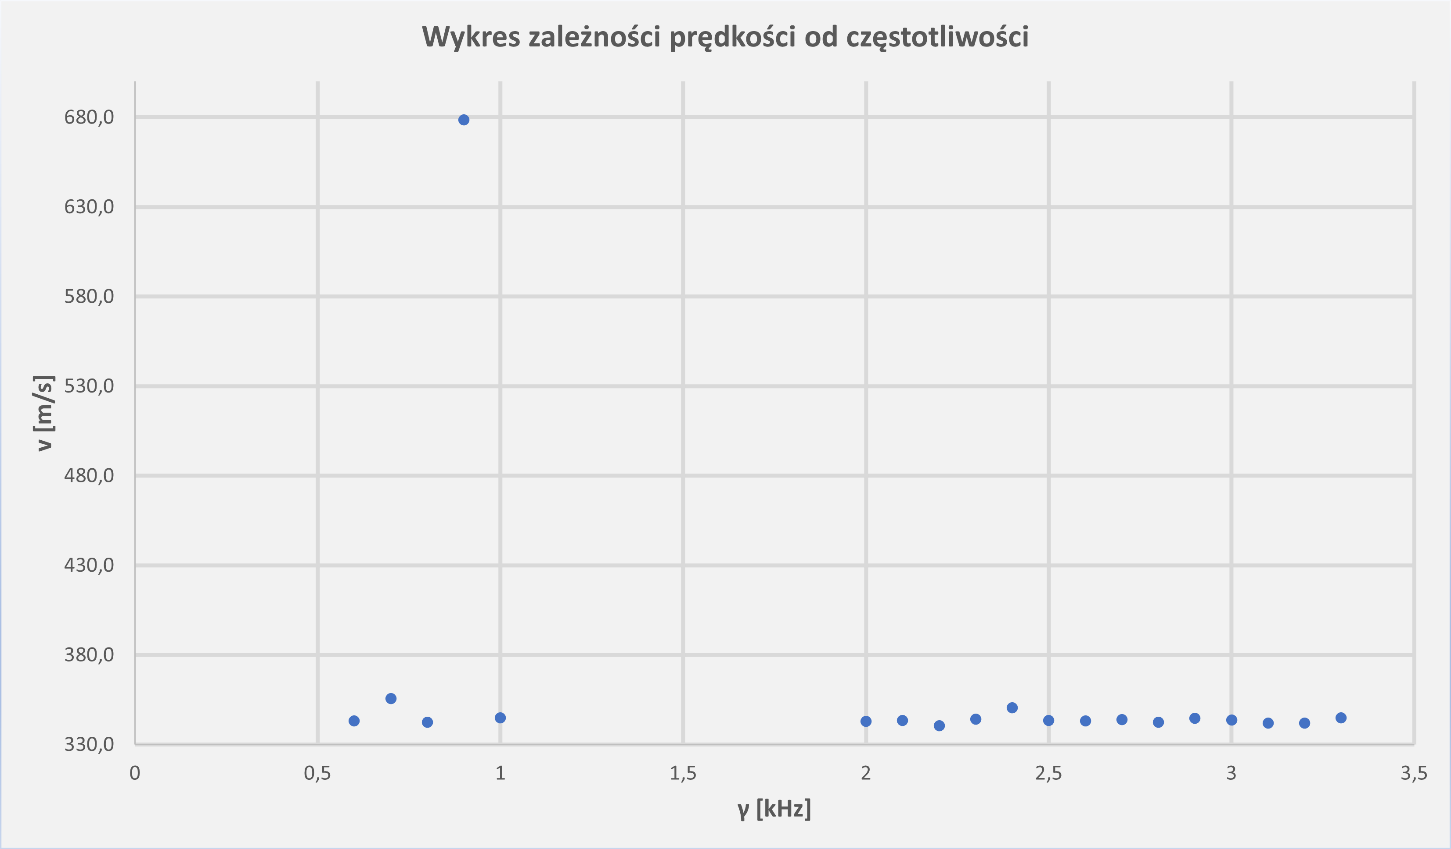 Wykres zależności prędkości od częstotliwości
680,0
630,0
580,0
530,0
480,0
430,0
380,0
330,0
v [m/s]
0 0,5 1 1,5 2 2,5 3 3,5
γ [kHz]